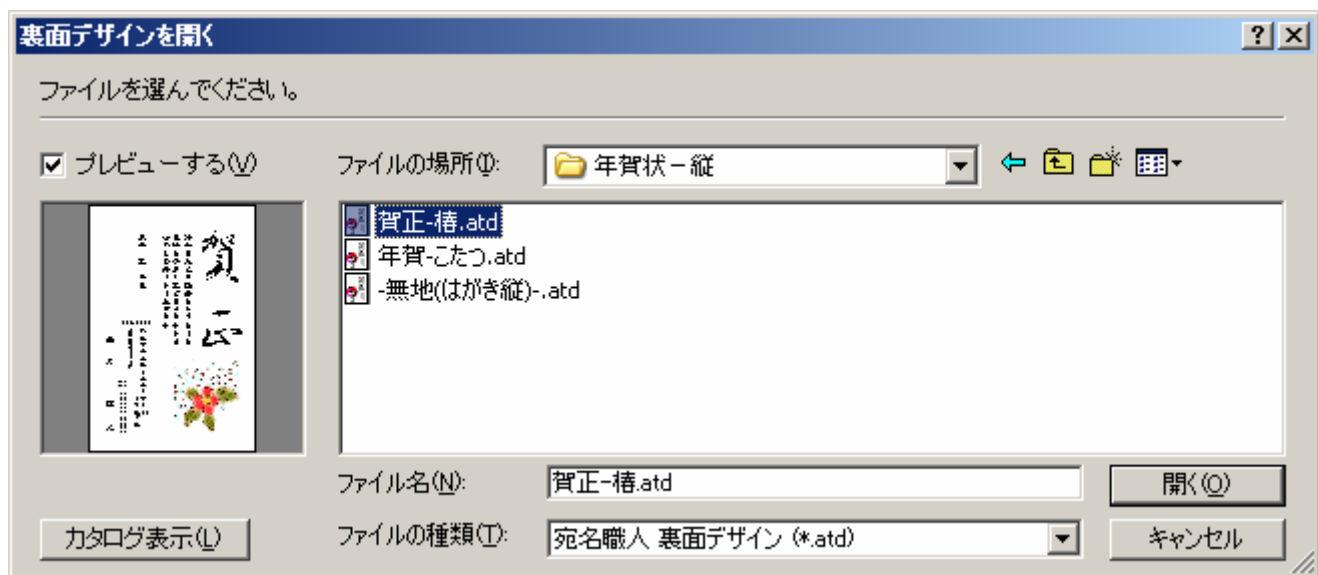 裏面デザインを開く
ファイルを選んでください。
プレビューする(V)
ファイルの場所(I):
年賀状－縦
賀正
賀正-椿.atd
年賀-こたつ.atd
-無地(はがき縦)-.atd
ファイル名(N):
賀正-椿.atd
開く(O)
カタログ表示(L)
ファイルの種類(T):
宛名職人 裏面デザイン (*.atd)
キャンセル